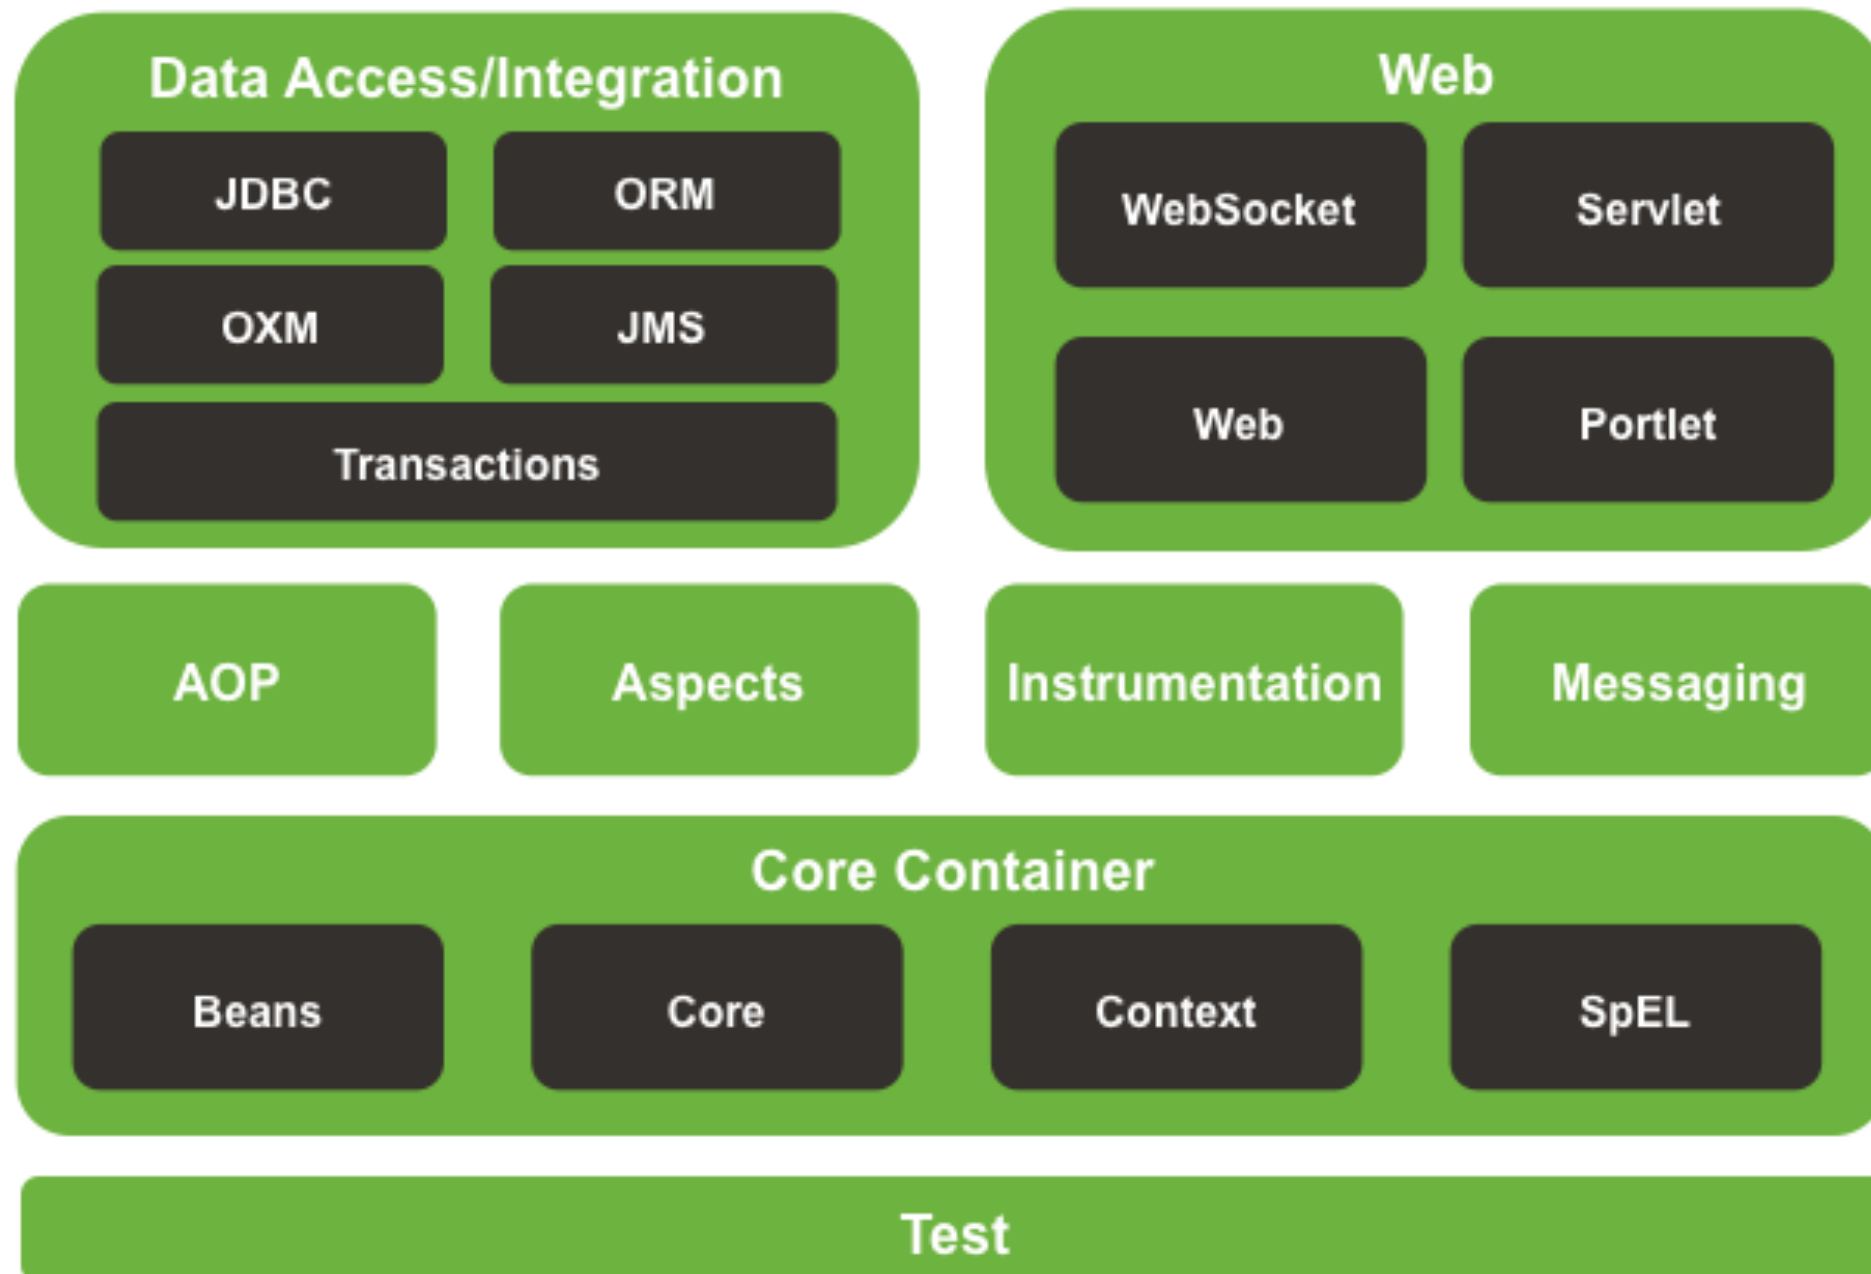 Data Access/Integration
JDBC
ORM
OXM
JMS
Transactions
Web
WebSocket
Servlet
Web
Portlet
AOP
Aspects
Instrumentation
Messaging
Core Container
Beans
Core
Context
SpEL
Test